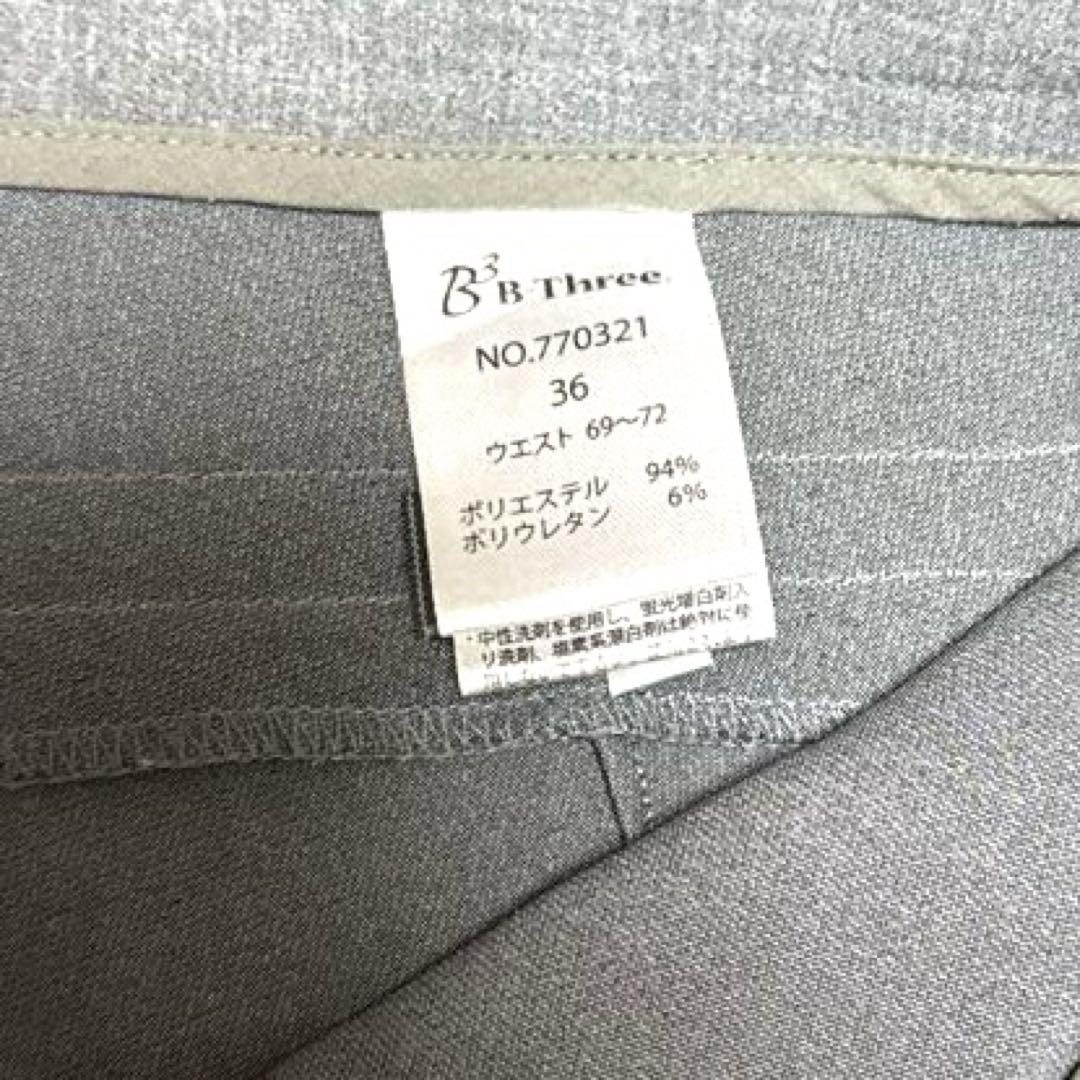 B³ B-Three.
NO.770321
36
ウエスト 69～72
ポリエステル 94%
ポリウレタン 6%
・中性洗剤を使用し、蛍光増白剤入
り洗剤、塩素系漂白剤は絶対に使